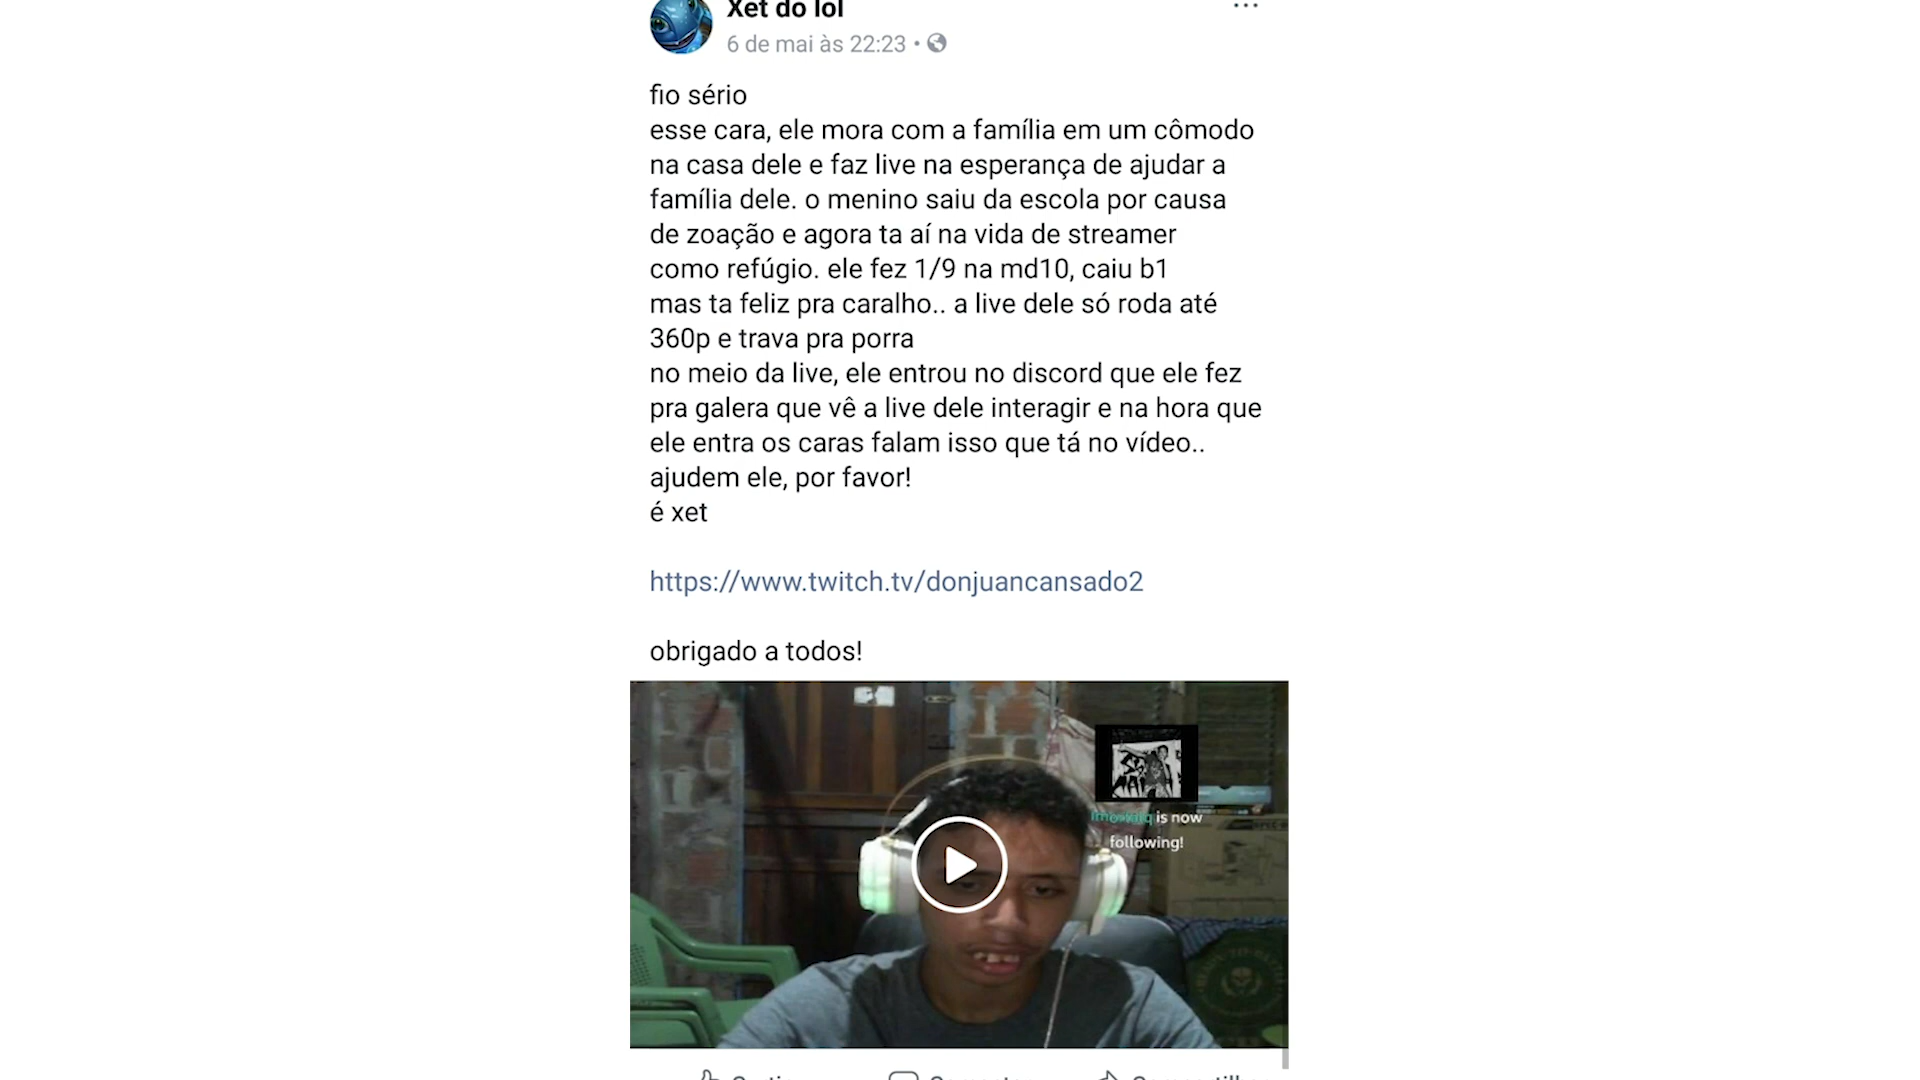 Xet do lol
6 de mai às 22:23 •
fio sério
esse cara, ele mora com a família em um cômodo
na casa dele e faz live na esperança de ajudar a
família dele. o menino saiu da escola por causa
de zoação e agora ta aí na vida de streamer
como refúgio. ele fez 1/9 na md10, caiu b1
mas ta feliz pra caralho.. a live dele só roda até
360p e trava pra porra
no meio da live, ele entrou no discord que ele fez
pra galera que vê a live dele interagir e na hora que
ele entra os caras falam isso que tá no vídeo..
ajudem ele, por favor!
é xet
https://www.twitch.tv/donjuancansado2
obrigado a todos!
is now
following!